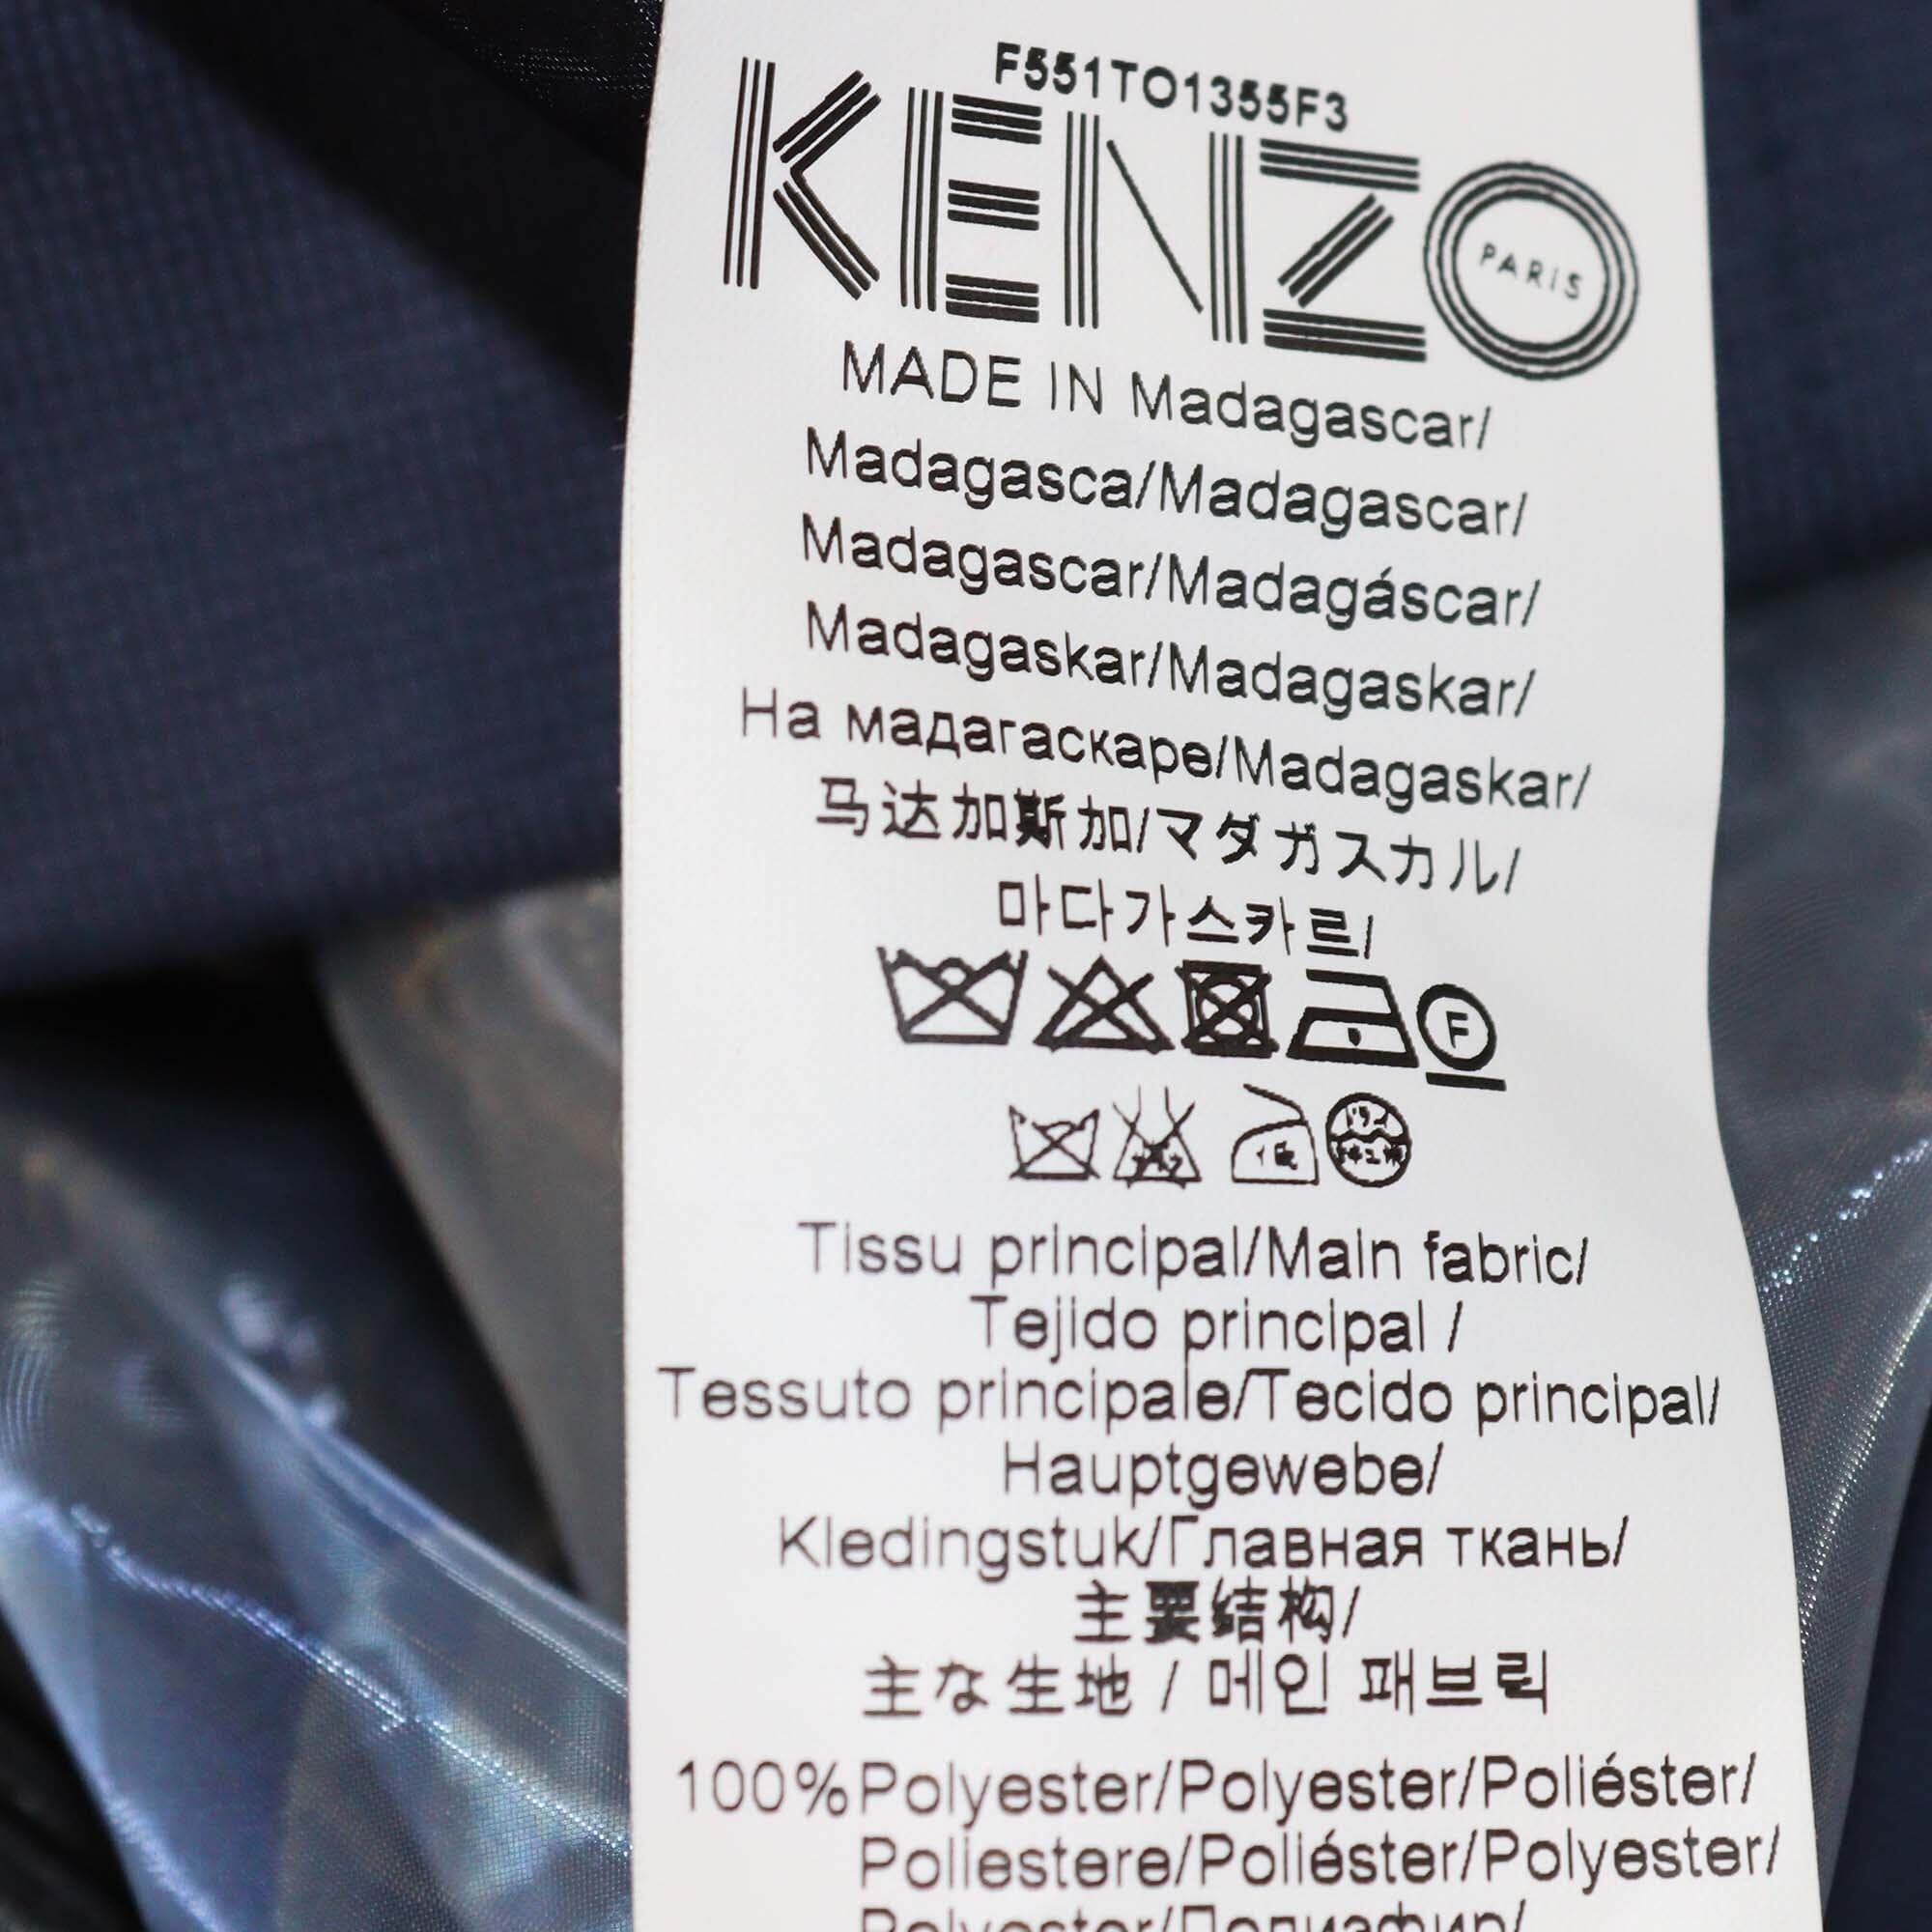 F551TO1355F3
KENZO
PARIS
MADE IN Madagascar/
Madagasca/Madagascar/
Madagascar/Madagáscar/
Madagaskar/Madagaskar/
На мадагаскаре/Madagaskar/
马达加斯加/マダガスカル/
마다가스카르/
F
Tissu principal/Main fabric/
Tejido principal /
Tessuto principale/Tecido principal/
Hauptgewebe/
Kledingstuk/Главная ткань/
主要结构/
主な生地 / 메인 패브릭
100%Polyester/Polyester/Poliéster/
Poliestere/Poliéster/Polyester/
Polyester/Полиэфир/